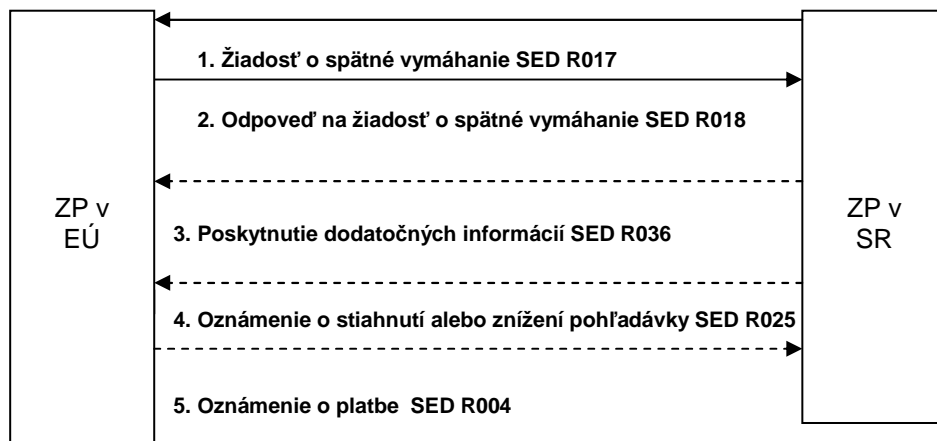 1. Žiadosť o spätné vymáhanie SED R017
2. Odpoveď na žiadosť o spätné vymáhanie SED R018
ZP v
EÚ
3. Poskytnutie dodatočných informácií SED R036
ZP v
SR
4. Oznámenie o stiahnutí alebo znížení pohľadávky SED R025
5. Oznámenie o platbe  SED R004